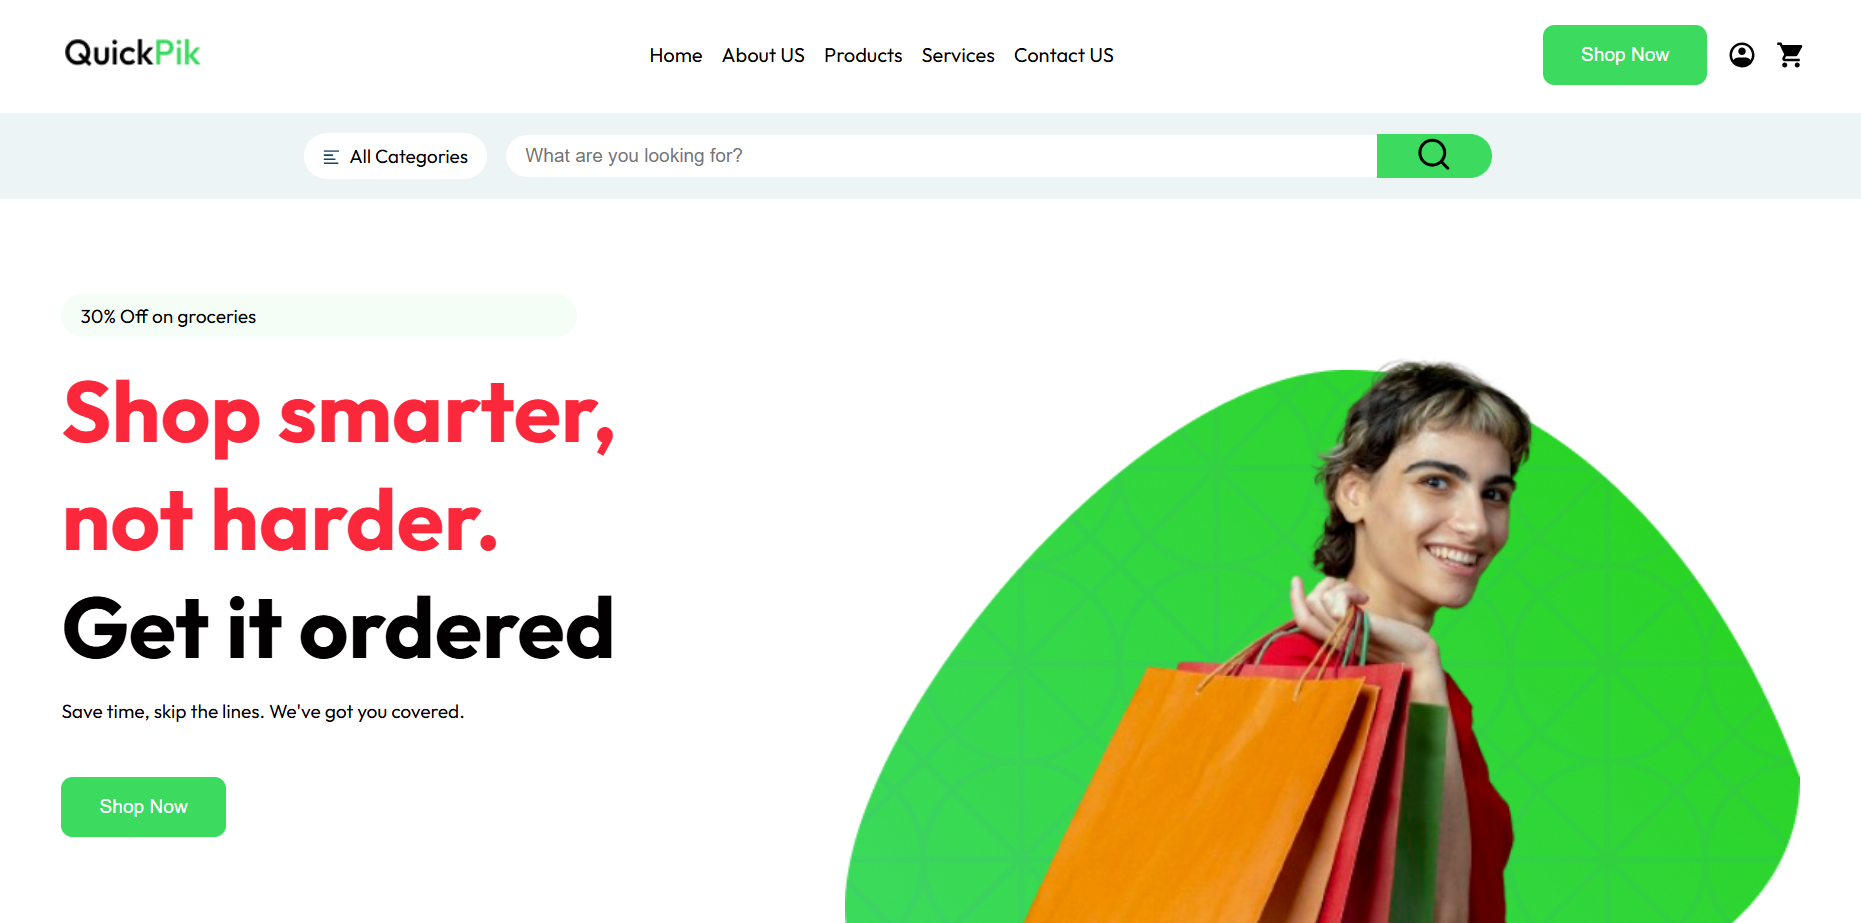 QuickPik
Home About US Products Services Contact US
Shop Now
All Categories
What are you looking for?
30% Off on groceries
Shop smarter,
not harder.
Get it ordered
Save time, skip the lines. We've got you covered.
Shop Now